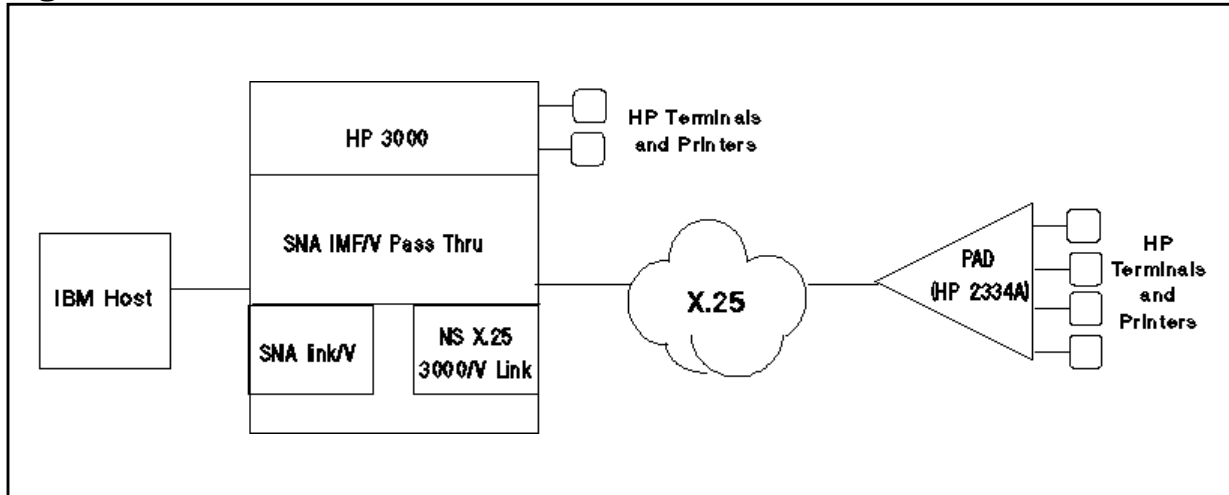 HP 3000
HP Terminals
and Printers
SNA IMF/V Pass Thru
IBM Host
SNA link/V
NS X.25
3000/V Link
X.25
PAD
(HP 2334A)
HP
Terminals
and
Printers